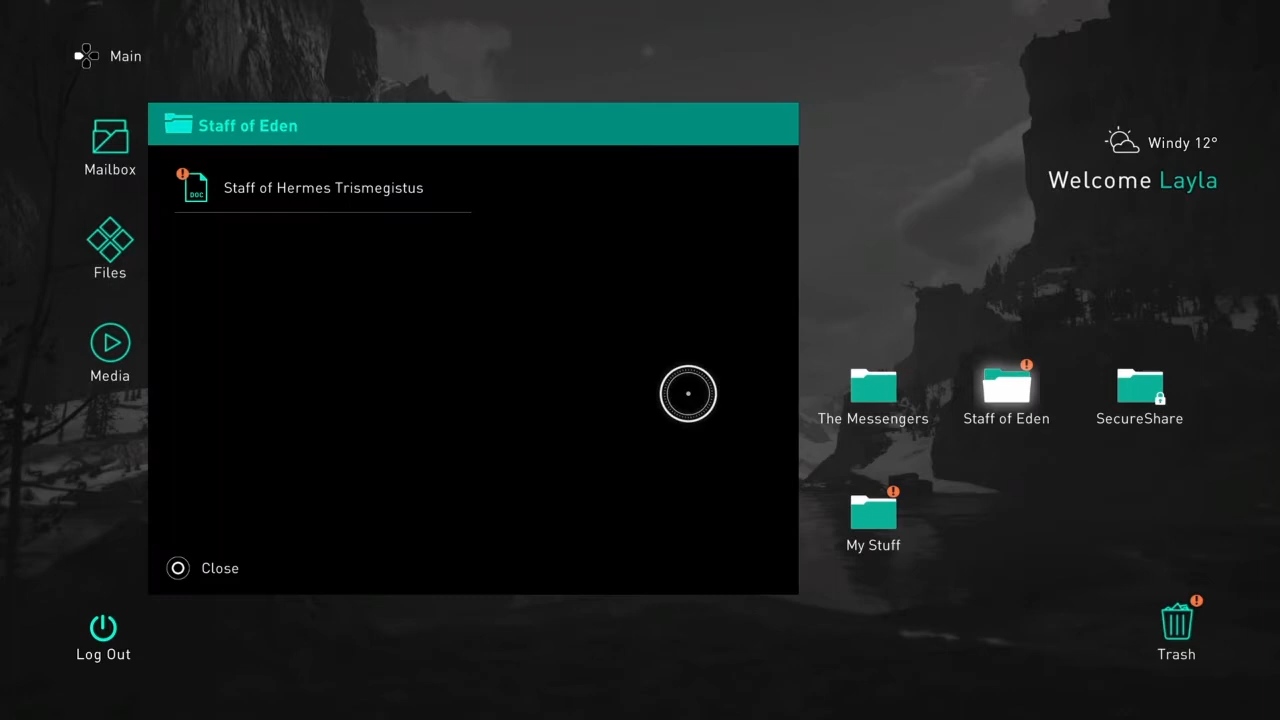 Main
Mailbox
Files
Media
Log Out
Staff of Eden
DOC
Staff of Hermes Trismegistus
Close
Windy 12°
Welcome Layla
The Messengers
Staff of Eden
SecureShare
My Stuff
Trash